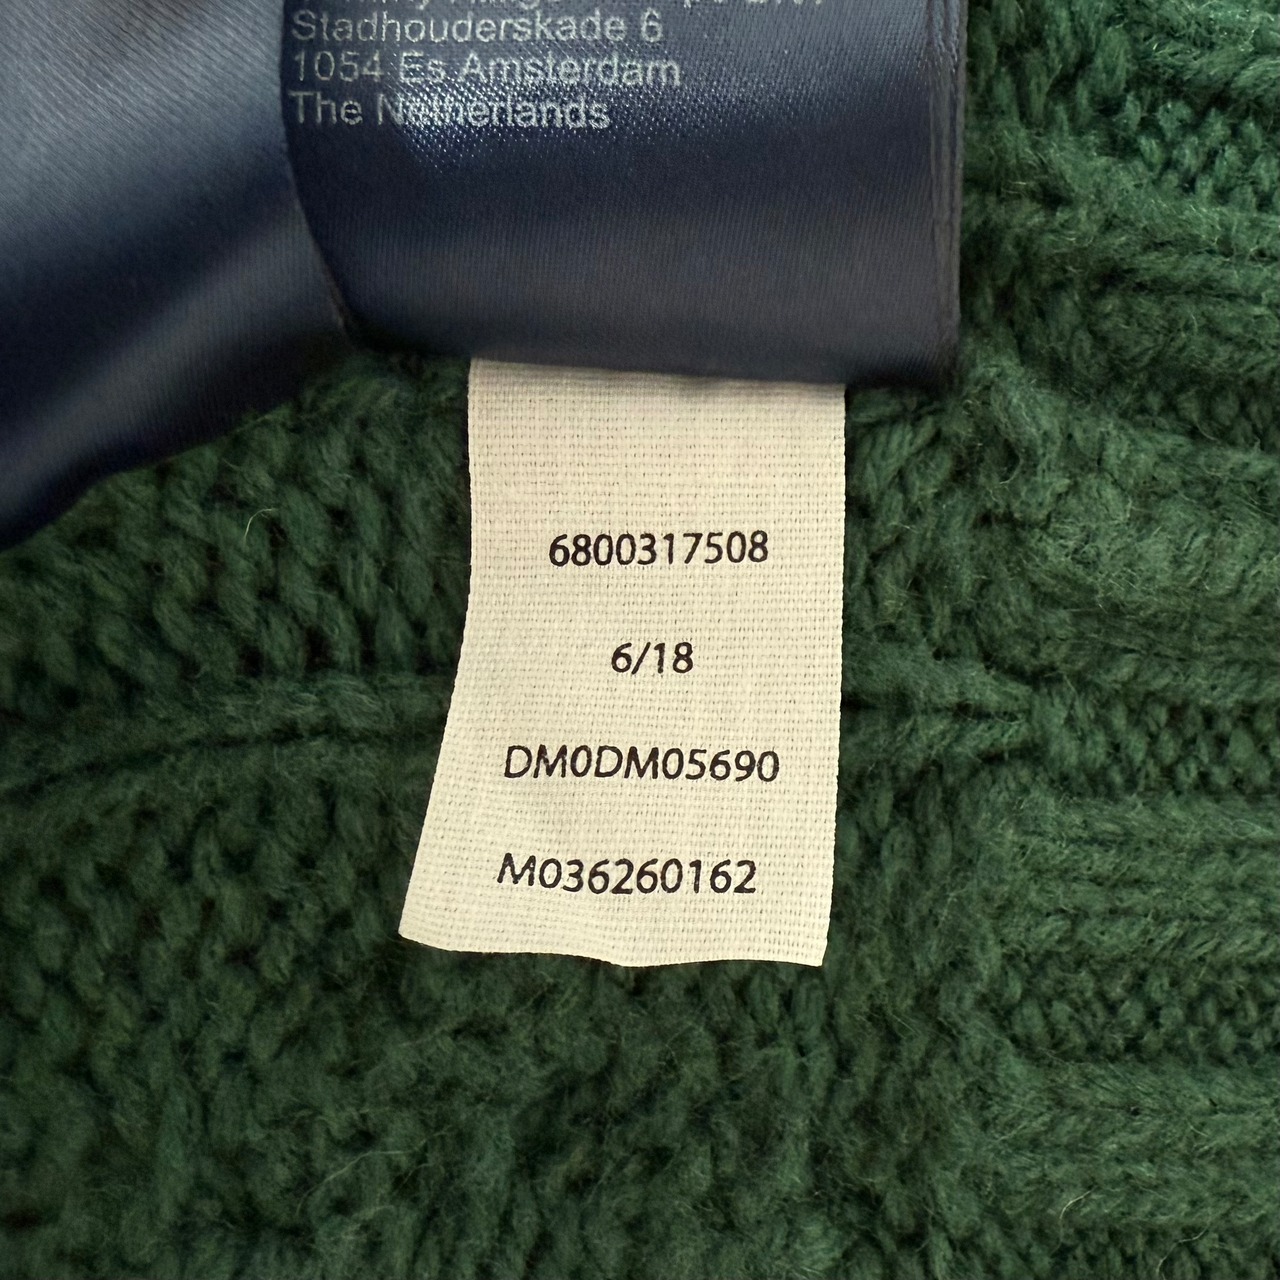 Stadhouderskade 6
1054 Es Amsterdam
The Netherlands
6800317508
6/18
DM0DM05690
M036260162